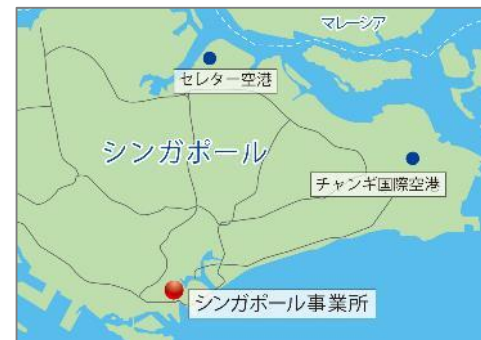 マレーシア
セレター空港
シンガポール
チャンギ国際空港
シンガポール事業所